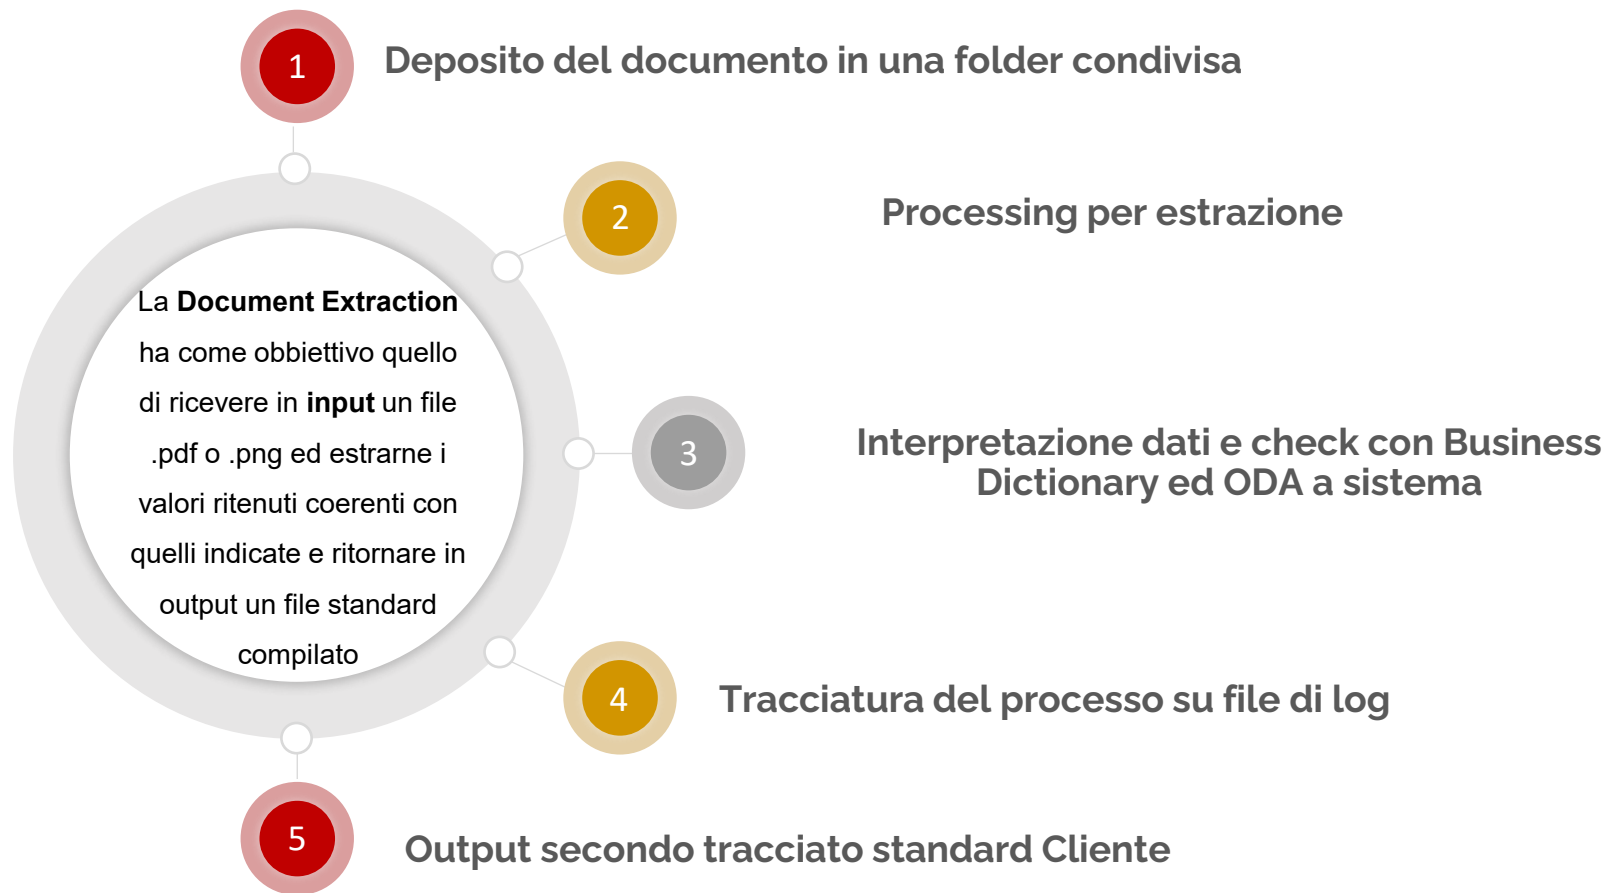 1
Deposito del documento in una folder condivisa
2
Processing per estrazione
La Document Extraction
ha come obbiettivo quello
di ricevere in input un file
.pdf o .png ed estrarne i
valori ritenuti coerenti con
quelli indicate e ritornare in
output un file standard
compilato
3
Interpretazione dati e check con Business
Dictionary ed ODA a sistema
4
Tracciatura del processo su file di log
5
Output secondo tracciato standard Cliente